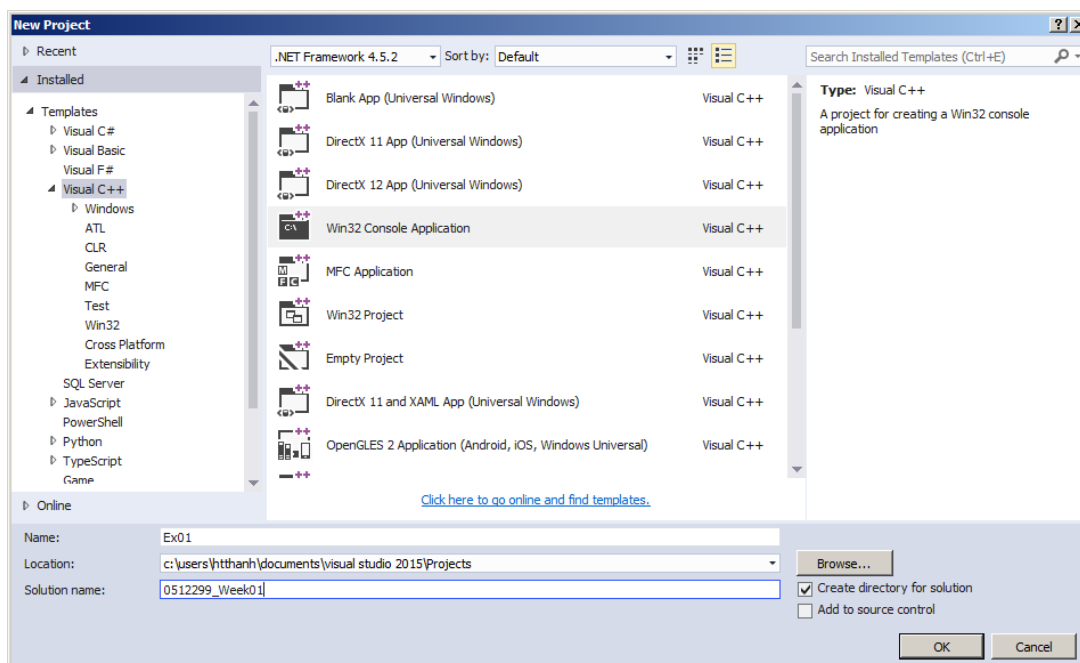 New Project
? X
Recent
.NET Framework 4.5.2
Sort by: Default
Search Installed Templates (Ctrl+E)
Installed
Templates
Visual C#
Visual Basic
Visual F#
Visual C++
Windows
ATL
CLR
General
MFC
Test
Win32
Cross Platform
Extensibility
SQL Server
JavaScript
PowerShell
Python
TypeScript
Game
Online
Blank App (Universal Windows) Visual C++
DirectX 11 App (Universal Windows) Visual C++
DirectX 12 App (Universal Windows) Visual C++
Win32 Console Application Visual C++
MFC Application Visual C++
Win32 Project Visual C++
Empty Project Visual C++
DirectX 11 and XAML App (Universal Windows) Visual C++
OpenGLES 2 Application (Android, iOS, Windows Universal) Visual C++
Click here to go online and find templates.
Type: Visual C++
A project for creating a Win32 console
application
Name: Ex01
Location: c:\users\htthanh\documents\visual studio 2015\Projects
Browse...
Solution name: 0512299_Week01
Create directory for solution
Add to source control
OK Cancel